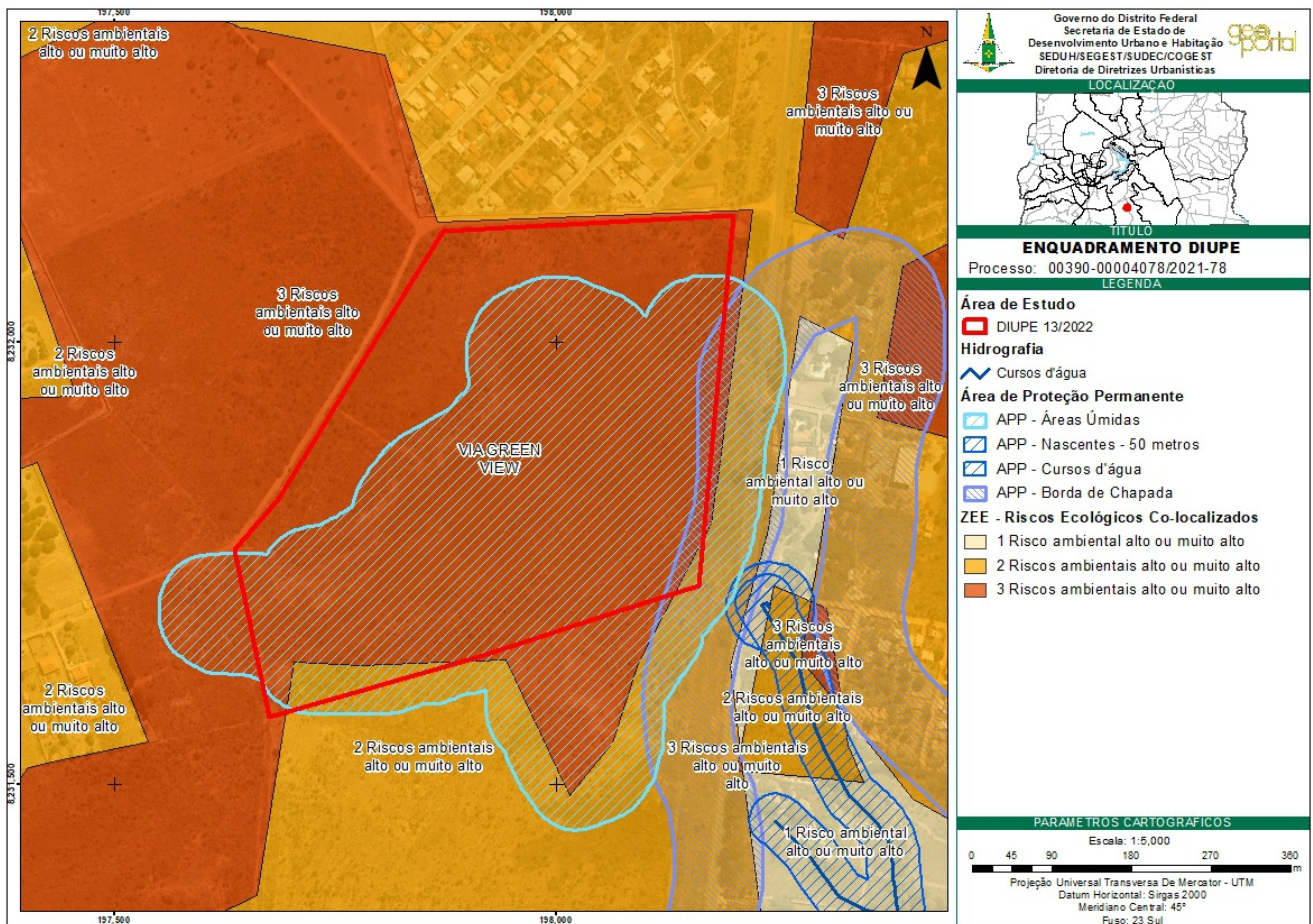 197,500
198,000
2 Riscos ambientais
alto ou muito alto
3 Riscos
ambientais alto ou
muito alto
N
3 Riscos
ambientais alto
ou muito alto
8,232,000
2 Riscos
ambientais alto
ou muito alto
3 Riscos
ambientais alto
ou muito alto
VIA GREEN
VIEW
1 Risco
ambiental alto ou
muito alto
3 Riscos
ambientais
alto ou muito alto
2 Riscos
ambientais alto
ou muito alto
2 Riscos ambientais
alto ou muito alto
2 Riscos ambientais
alto ou muito alto
3 Riscos ambientais
alto ou muito
alto
8,231,500
1 Risco ambiental
alto ou muito alto
197,500
198,000
Governo do Distrito Federal
Secretaria de Estado de
Desenvolvimento Urbano e Habitação
SEDUH/SEGEST/SUDEC/COGEST
Diretoria de Diretrizes Urbanísticas
geo
portal
LOCALIZAÇÃO
TÍTULO
ENQUADRAMENTO DIUPE
Processo: 00390-00004078/2021-78
LEGENDA
Área de Estudo
DIUPE 13/2022
Hidrografia
Cursos d'água
Área de Proteção Permanente
APP - Áreas Úmidas
APP - Nascentes - 50 metros
APP - Cursos d'água
APP - Borda de Chapada
ZEE - Riscos Ecológicos Co-localizados
1 Risco ambiental alto ou muito alto
2 Riscos ambientais alto ou muito alto
3 Riscos ambientais alto ou muito alto
PARÂMETROS CARTOGRÁFICOS
Escala: 1:5,000
0 45 90 180 270 360
m
Projeção Universal Transversa De Mercator - UTM
Datum Horizontal: Sirgas 2000
Meridiano Central: 45°
Fuso: 23 Sul